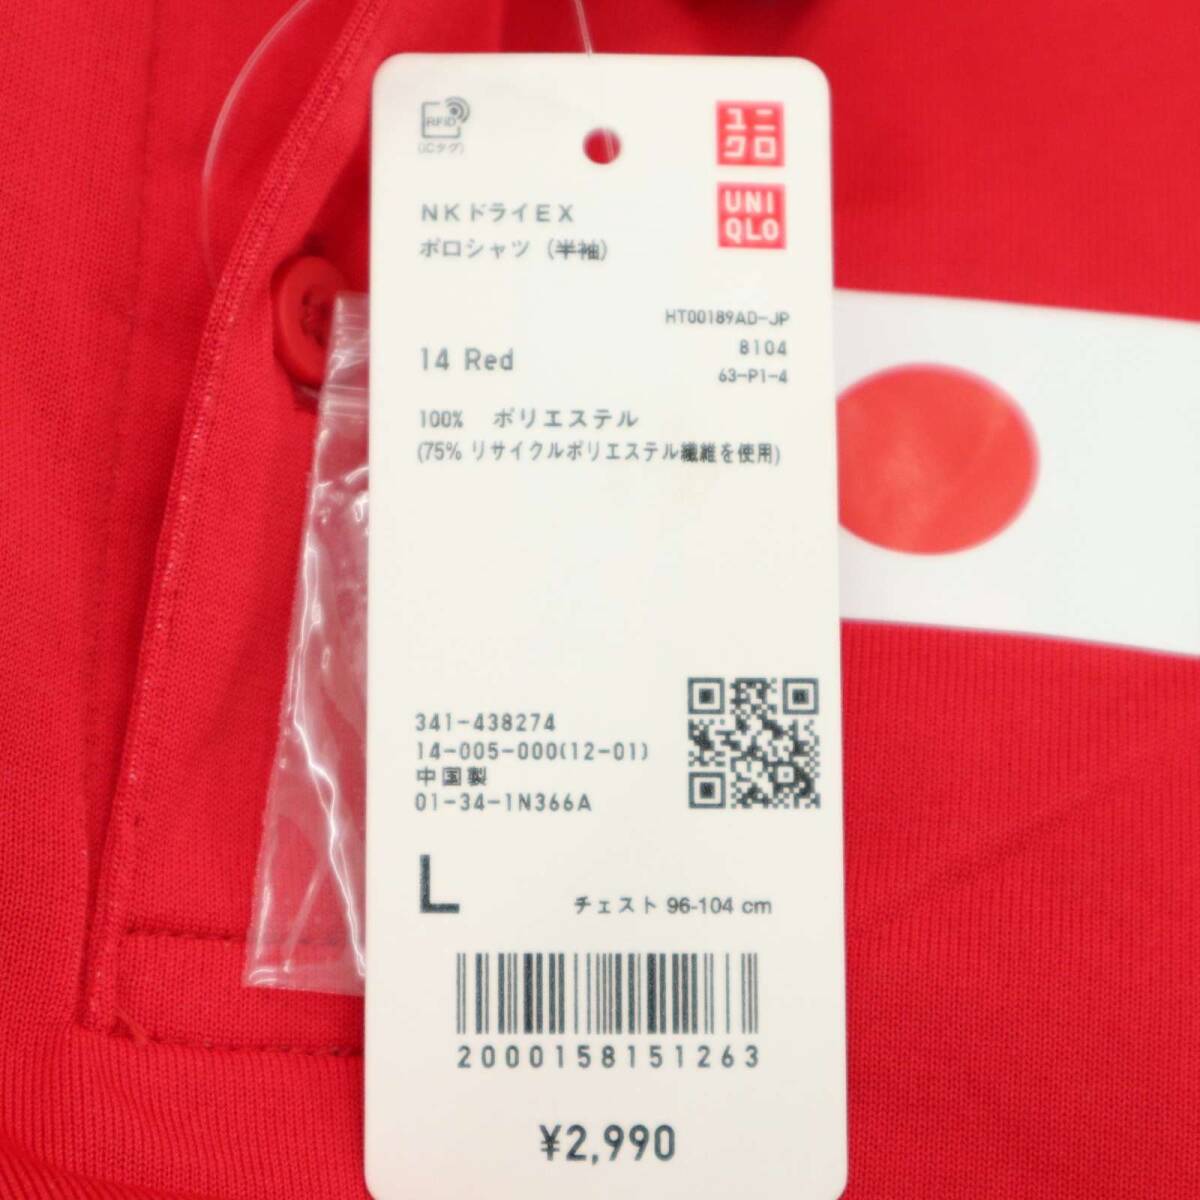 RFID
(ICタグ)
ユニ
クロ
UNI
QLO
NKドライEX
ポロシャツ (半袖)
HT00189AD-JP
8104
63-P1-4
14 Red
100% ポリエステル
(75% リサイクルポリエステル繊維を使用)
341-438274
14-005-000(12-01)
中国製
01-34-1N366A
L
チェスト 96-104 cm
2000158151263
¥2,990